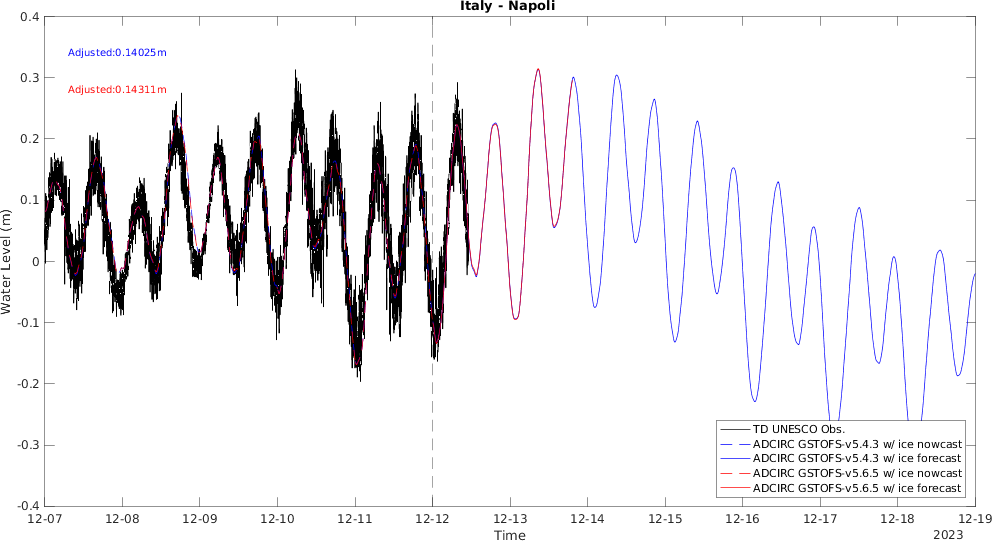 Italy - Napoli
0.4
0.3
0.2
0.1
0
-0.1
-0.2
-0.3
-0.4
Water Level (m)
Adjusted:0.14025m
Adjusted:0.14311m
TD UNESCO Obs.
ADCIRC GSTOFS-v5.4.3 w/ ice nowcast
ADCIRC GSTOFS-v5.4.3 w/ ice forecast
ADCIRC GSTOFS-v5.6.5 w/ ice nowcast
ADCIRC GSTOFS-v5.6.5 w/ ice forecast
12-07 12-08 12-09 12-10 12-11 12-12 12-13 12-14 12-15 12-16 12-17 12-18 12-19
Time
2023